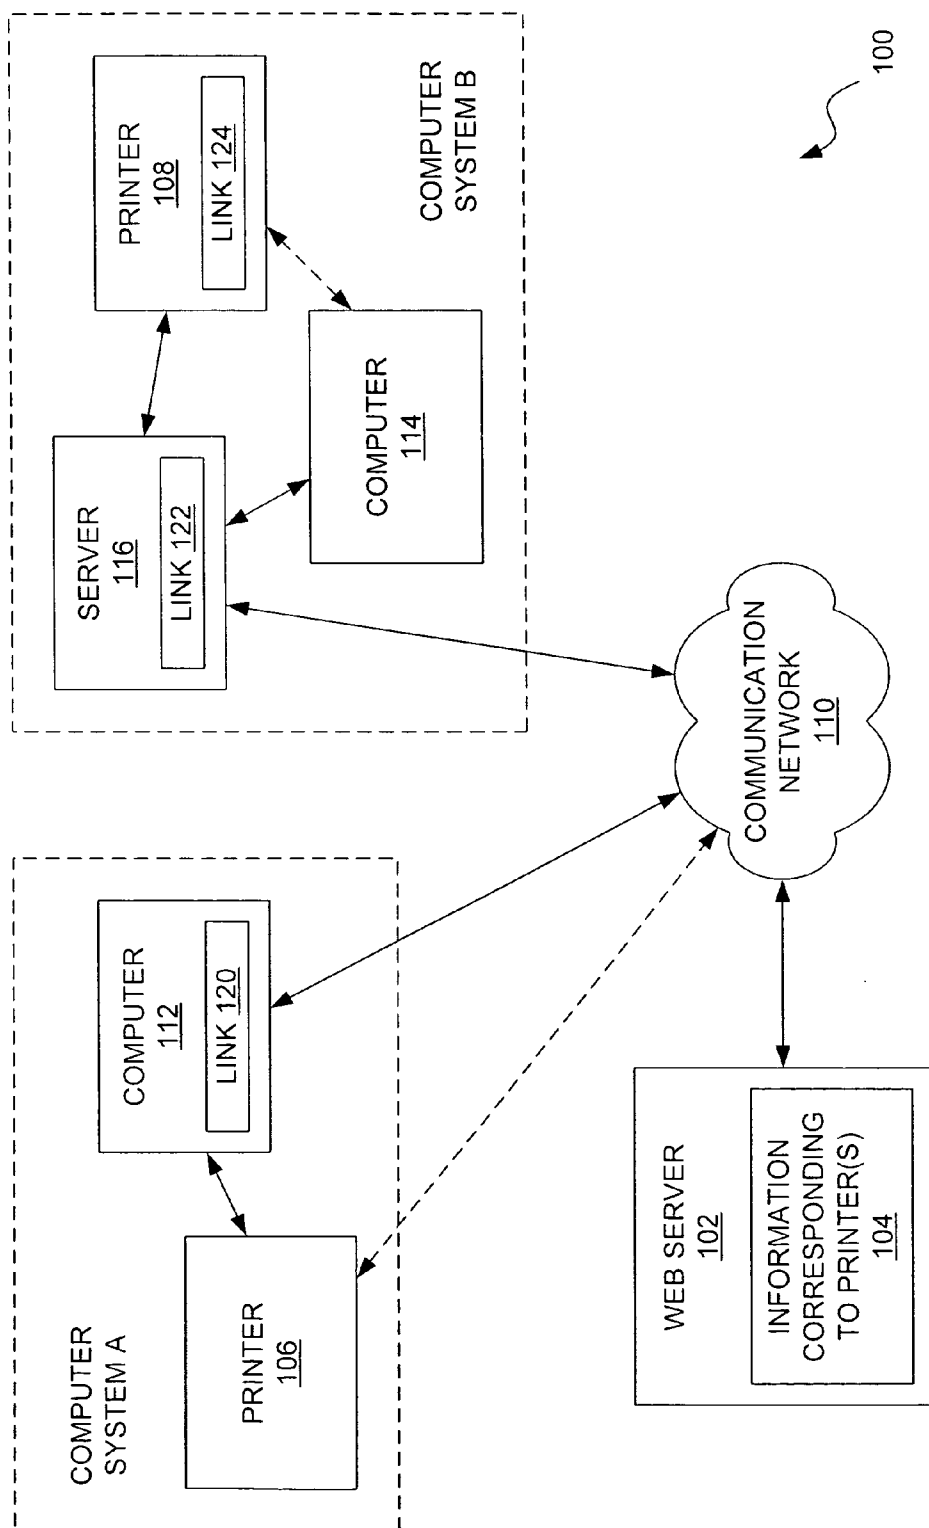 COMPUTER
SYSTEM A
PRINTER
106
COMPUTER
112
LINK 120
SERVER
116
LINK 122
PRINTER
108
LINK 124
COMPUTER
114
COMPUTER
SYSTEM B
WEB SERVER
102
INFORMATION
CORRESPONDING
TO PRINTER(S)
104
COMMUNICATION
NETWORK
110
100